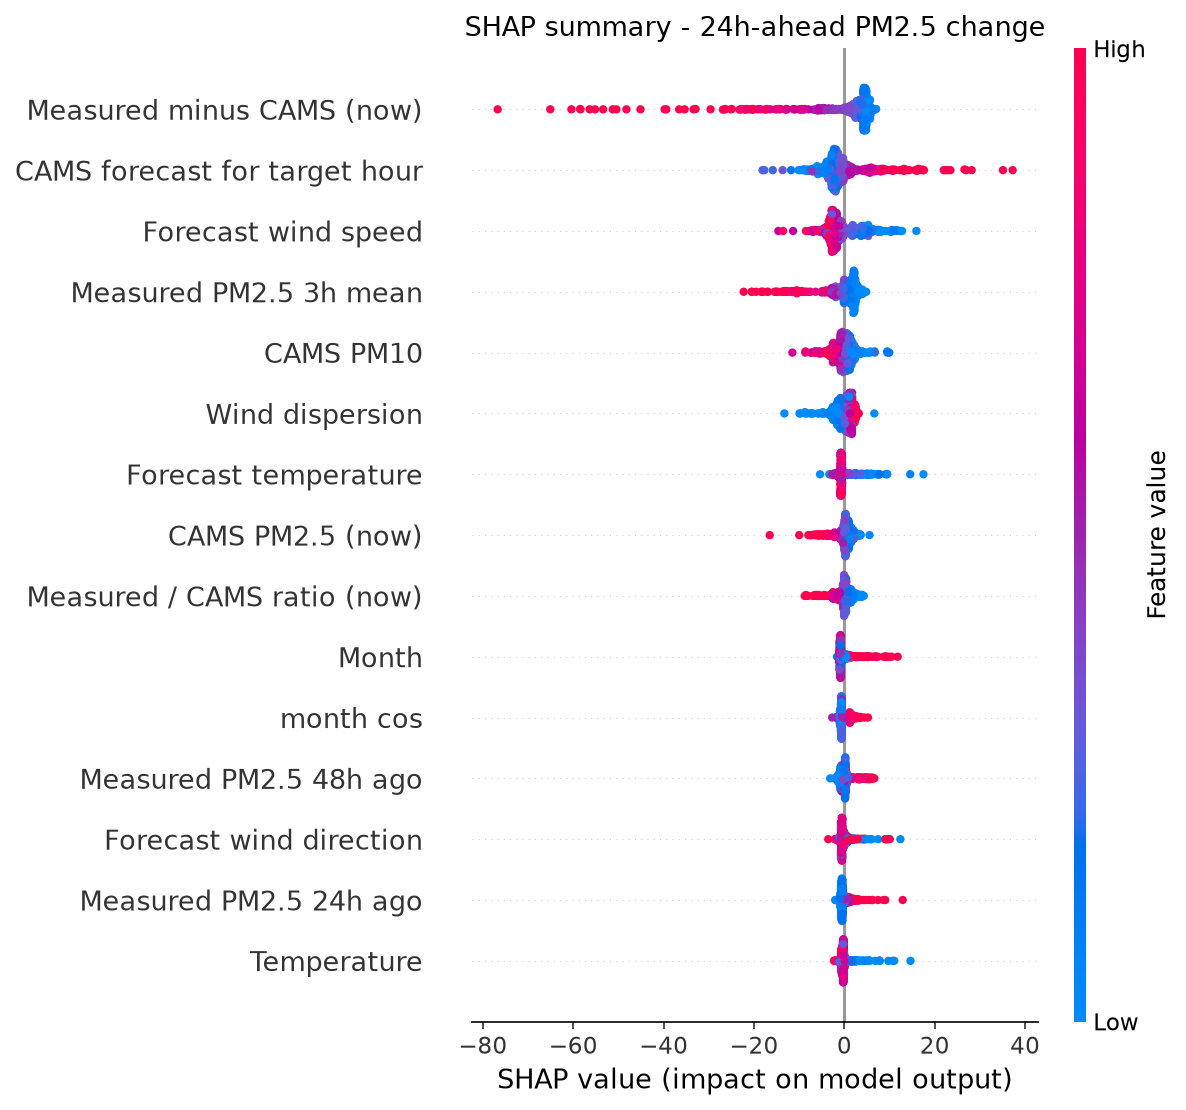 SHAP summary - 24h-ahead PM2.5 change
High
Measured minus CAMS (now)
CAMS forecast for target hour
Forecast wind speed
Measured PM2.5 3h mean
CAMS PM10
Wind dispersion
Forecast temperature
CAMS PM2.5 (now)
Measured / CAMS ratio (now)
Month
month cos
Measured PM2.5 48h ago
Forecast wind direction
Measured PM2.5 24h ago
Temperature
Feature value
Low
−80 −60 −40 −20 0 20 40
SHAP value (impact on model output)